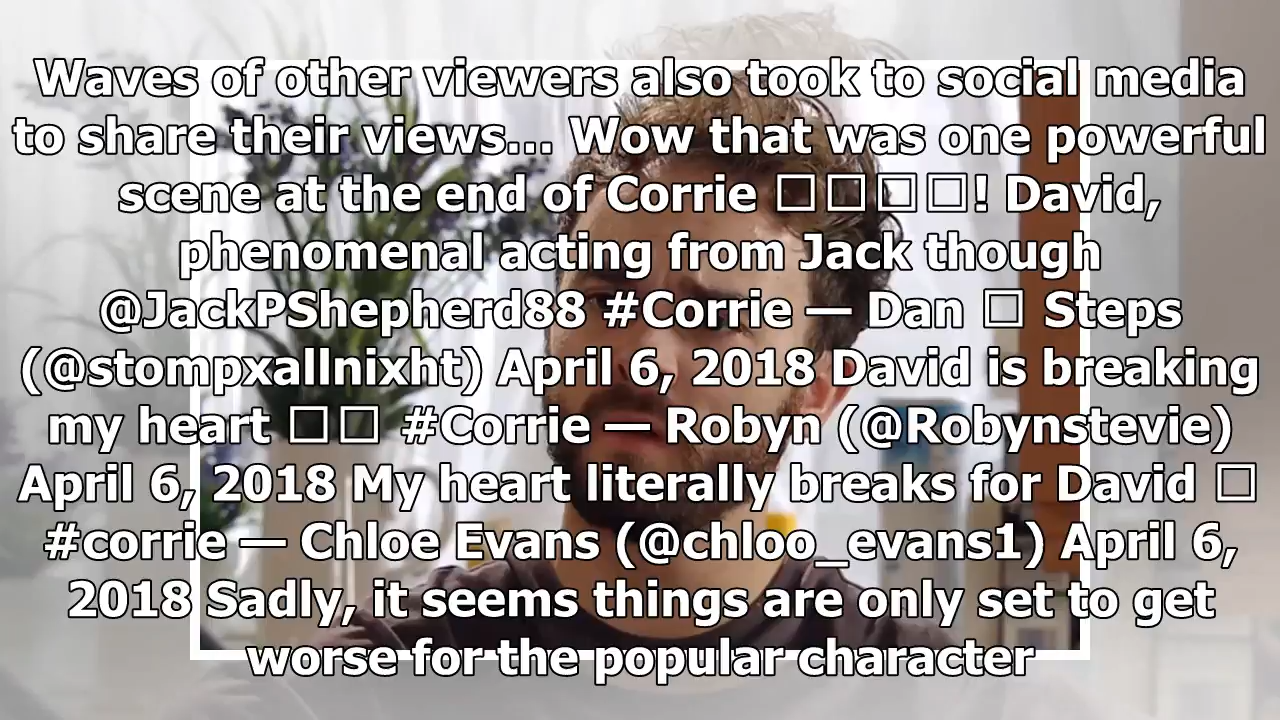 Waves of other viewers also took to social media
to share their views... Wow that was one powerful
scene at the end of Corrie □□□□! David,
phenomenal acting from Jack though
@JackPShepherd88 #Corrie — Dan □ Steps
(@stompxallnixht) April 6, 2018 David is breaking
my heart □□ #Corrie — Robyn (@Robynstevie)
April 6, 2018 My heart literally breaks for David □
#corrie — Chloe Evans (@chloo_evans1) April 6,
2018 Sadly, it seems things are only set to get
worse for the popular character